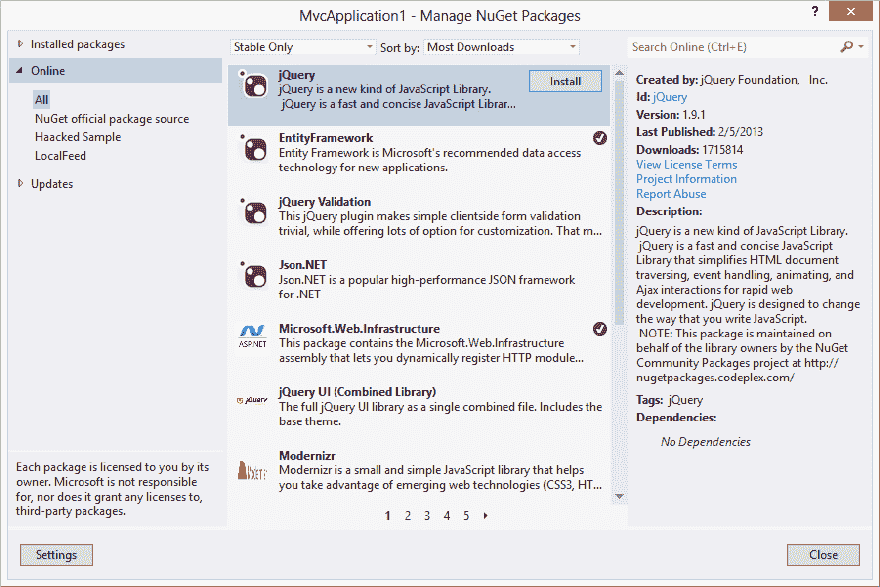 MvcApplication1 - Manage NuGet Packages
?
Installed packages
Online
All
NuGet official package source
Haacked Sample
LocalFeed
Updates
Each package is licensed to you by its
owner. Microsoft is not responsible
for, nor does it grant any licenses to,
third-party packages.
Settings
Stable Only
Sort by: Most Downloads
jQuery
jQuery is a new kind of JavaScript Library.
jQuery is a fast and concise JavaScript Librar...
Install
EntityFramework
Entity Framework is Microsoft's recommended data access
technology for new applications.
jQuery Validation
This jQuery plugin makes simple clientside form validation
trivial, while offering lots of option for customization. That m...
Json.NET
Json.NET is a popular high-performance JSON framework
for .NET
ASP.NET
Microsoft.Web.Infrastructure
This package contains the Microsoft.Web.Infrastructure
assembly that lets you dynamically register HTTP module...
jQuery
jQuery UI (Combined Library)
The full jQuery UI library as a single combined file. Includes the
base theme.
Modernizr
Modernizr is a small and simple JavaScript library that helps
you take advantage of emerging web technologies (CSS3, HT...
1 2 3 4 5
Search Online (Ctrl+E)
Created by: jQuery Foundation, Inc.
Id: jQuery
Version: 1.9.1
Last Published: 2/5/2013
Downloads: 1715814
View License Terms
Project Information
Report Abuse
Description:
jQuery is a new kind of JavaScript Library.
jQuery is a fast and concise JavaScript
Library that simplifies HTML document
traversing, event handling, animating, and
Ajax interactions for rapid web
development. jQuery is designed to change
the way that you write JavaScript.
NOTE: This package is maintained on
behalf of the library owners by the NuGet
Community Packages project at http://
nugetpackages.codeplex.com/
Tags: jQuery
Dependencies:
No Dependencies
Close